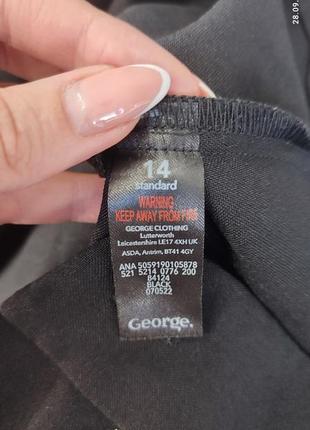 28.09.
14
standard
WARNING
KEEP AWAY FROM FIRE
GEORGE CLOTHING
Lutterworth
Leicestershire LE17 4XH UK
ASDA, Antrim, BT41 4GY
ANA 5059190105878
521 5214 0776 200
84124
BLACK
070522
George.